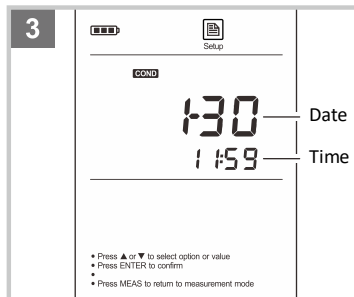 3
Setup
COND
1-30 Date
11:59 Time
• Press ▲ or ▼ to select option or value
• Press ENTER to confirm
•
• Press MEAS to return to measurement mode